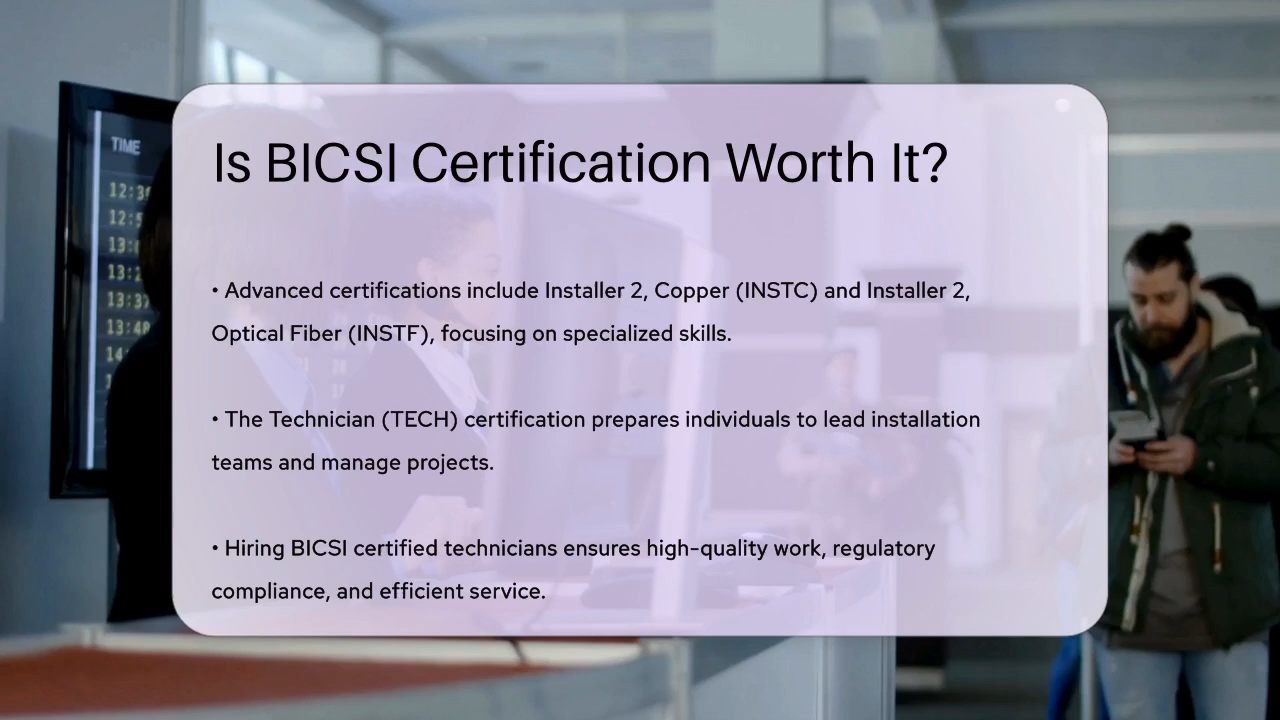 Is BICSI Certification Worth It?
TIME
• Advanced certifications include Installer 2, Copper (INSTC) and Installer 2,
Optical Fiber (INSTF), focusing on specialized skills.
• The Technician (TECH) certification prepares individuals to lead installation
teams and manage projects.
• Hiring BICSI certified technicians ensures high-quality work, regulatory
compliance, and efficient service.